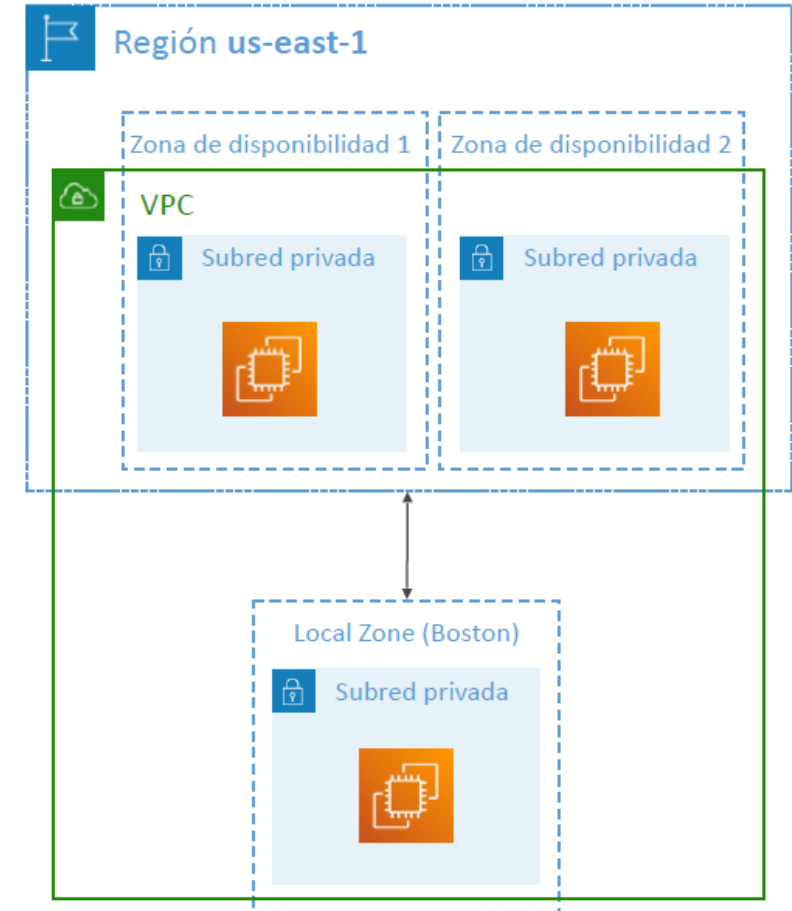 Región us-east-1
Zona de disponibilidad 1
Zona de disponibilidad 2
VPC
Subred privada
Subred privada
Local Zone (Boston)
Subred privada